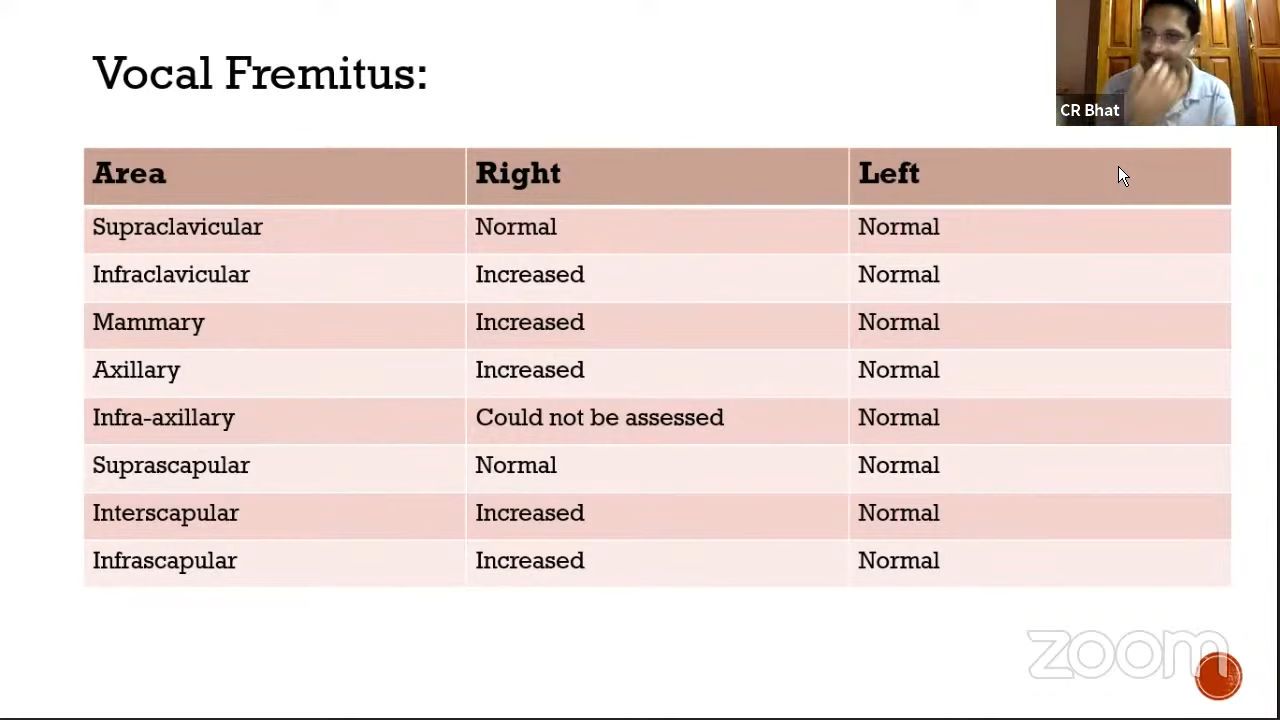 Vocal Fremitus:
CR Bhat
Area Right Left
Supraclavicular Normal Normal
Infraclavicular Increased Normal
Mammary Increased Normal
Axillary Increased Normal
Infra-axillary Could not be assessed Normal
Suprascapular Normal Normal
Interscapular Increased Normal
Infrascapular Increased Normal
zoom